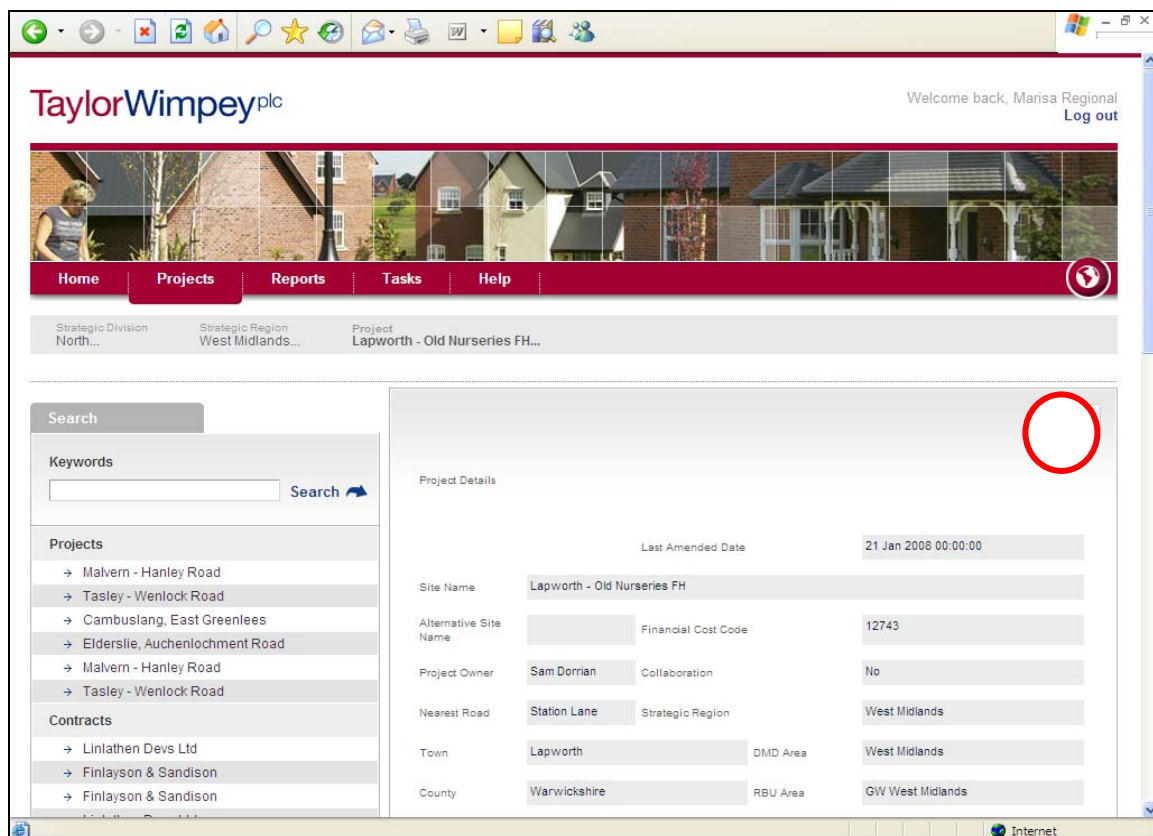 TaylorWimpey plc
Welcome back, Marisa Regional
Log out
Home Projects Reports Tasks Help
Strategic Division Strategic Region Project
North... West Midlands... Lapworth - Old Nurseries FH...
Search
Keywords
Search
Projects
Malvern - Hanley Road
Tasley - Wenlock Road
Cambuslang, East Greenlees
Elderslie, Auchenlochment Road
Malvern - Hanley Road
Tasley - Wenlock Road
Contracts
Linlathen Devs Ltd
Finlayson & Sandison
Finlayson & Sandison
Project Details
Last Amended Date 21 Jan 2008 00:00:00
Site Name Lapworth - Old Nurseries FH
Alternative Site Name Financial Cost Code 12743
Project Owner Sam Dorrian Collaboration No
Nearest Road Station Lane Strategic Region West Midlands
Town Lapworth DMD Area West Midlands
County Warwickshire RBU Area GW West Midlands
Internet